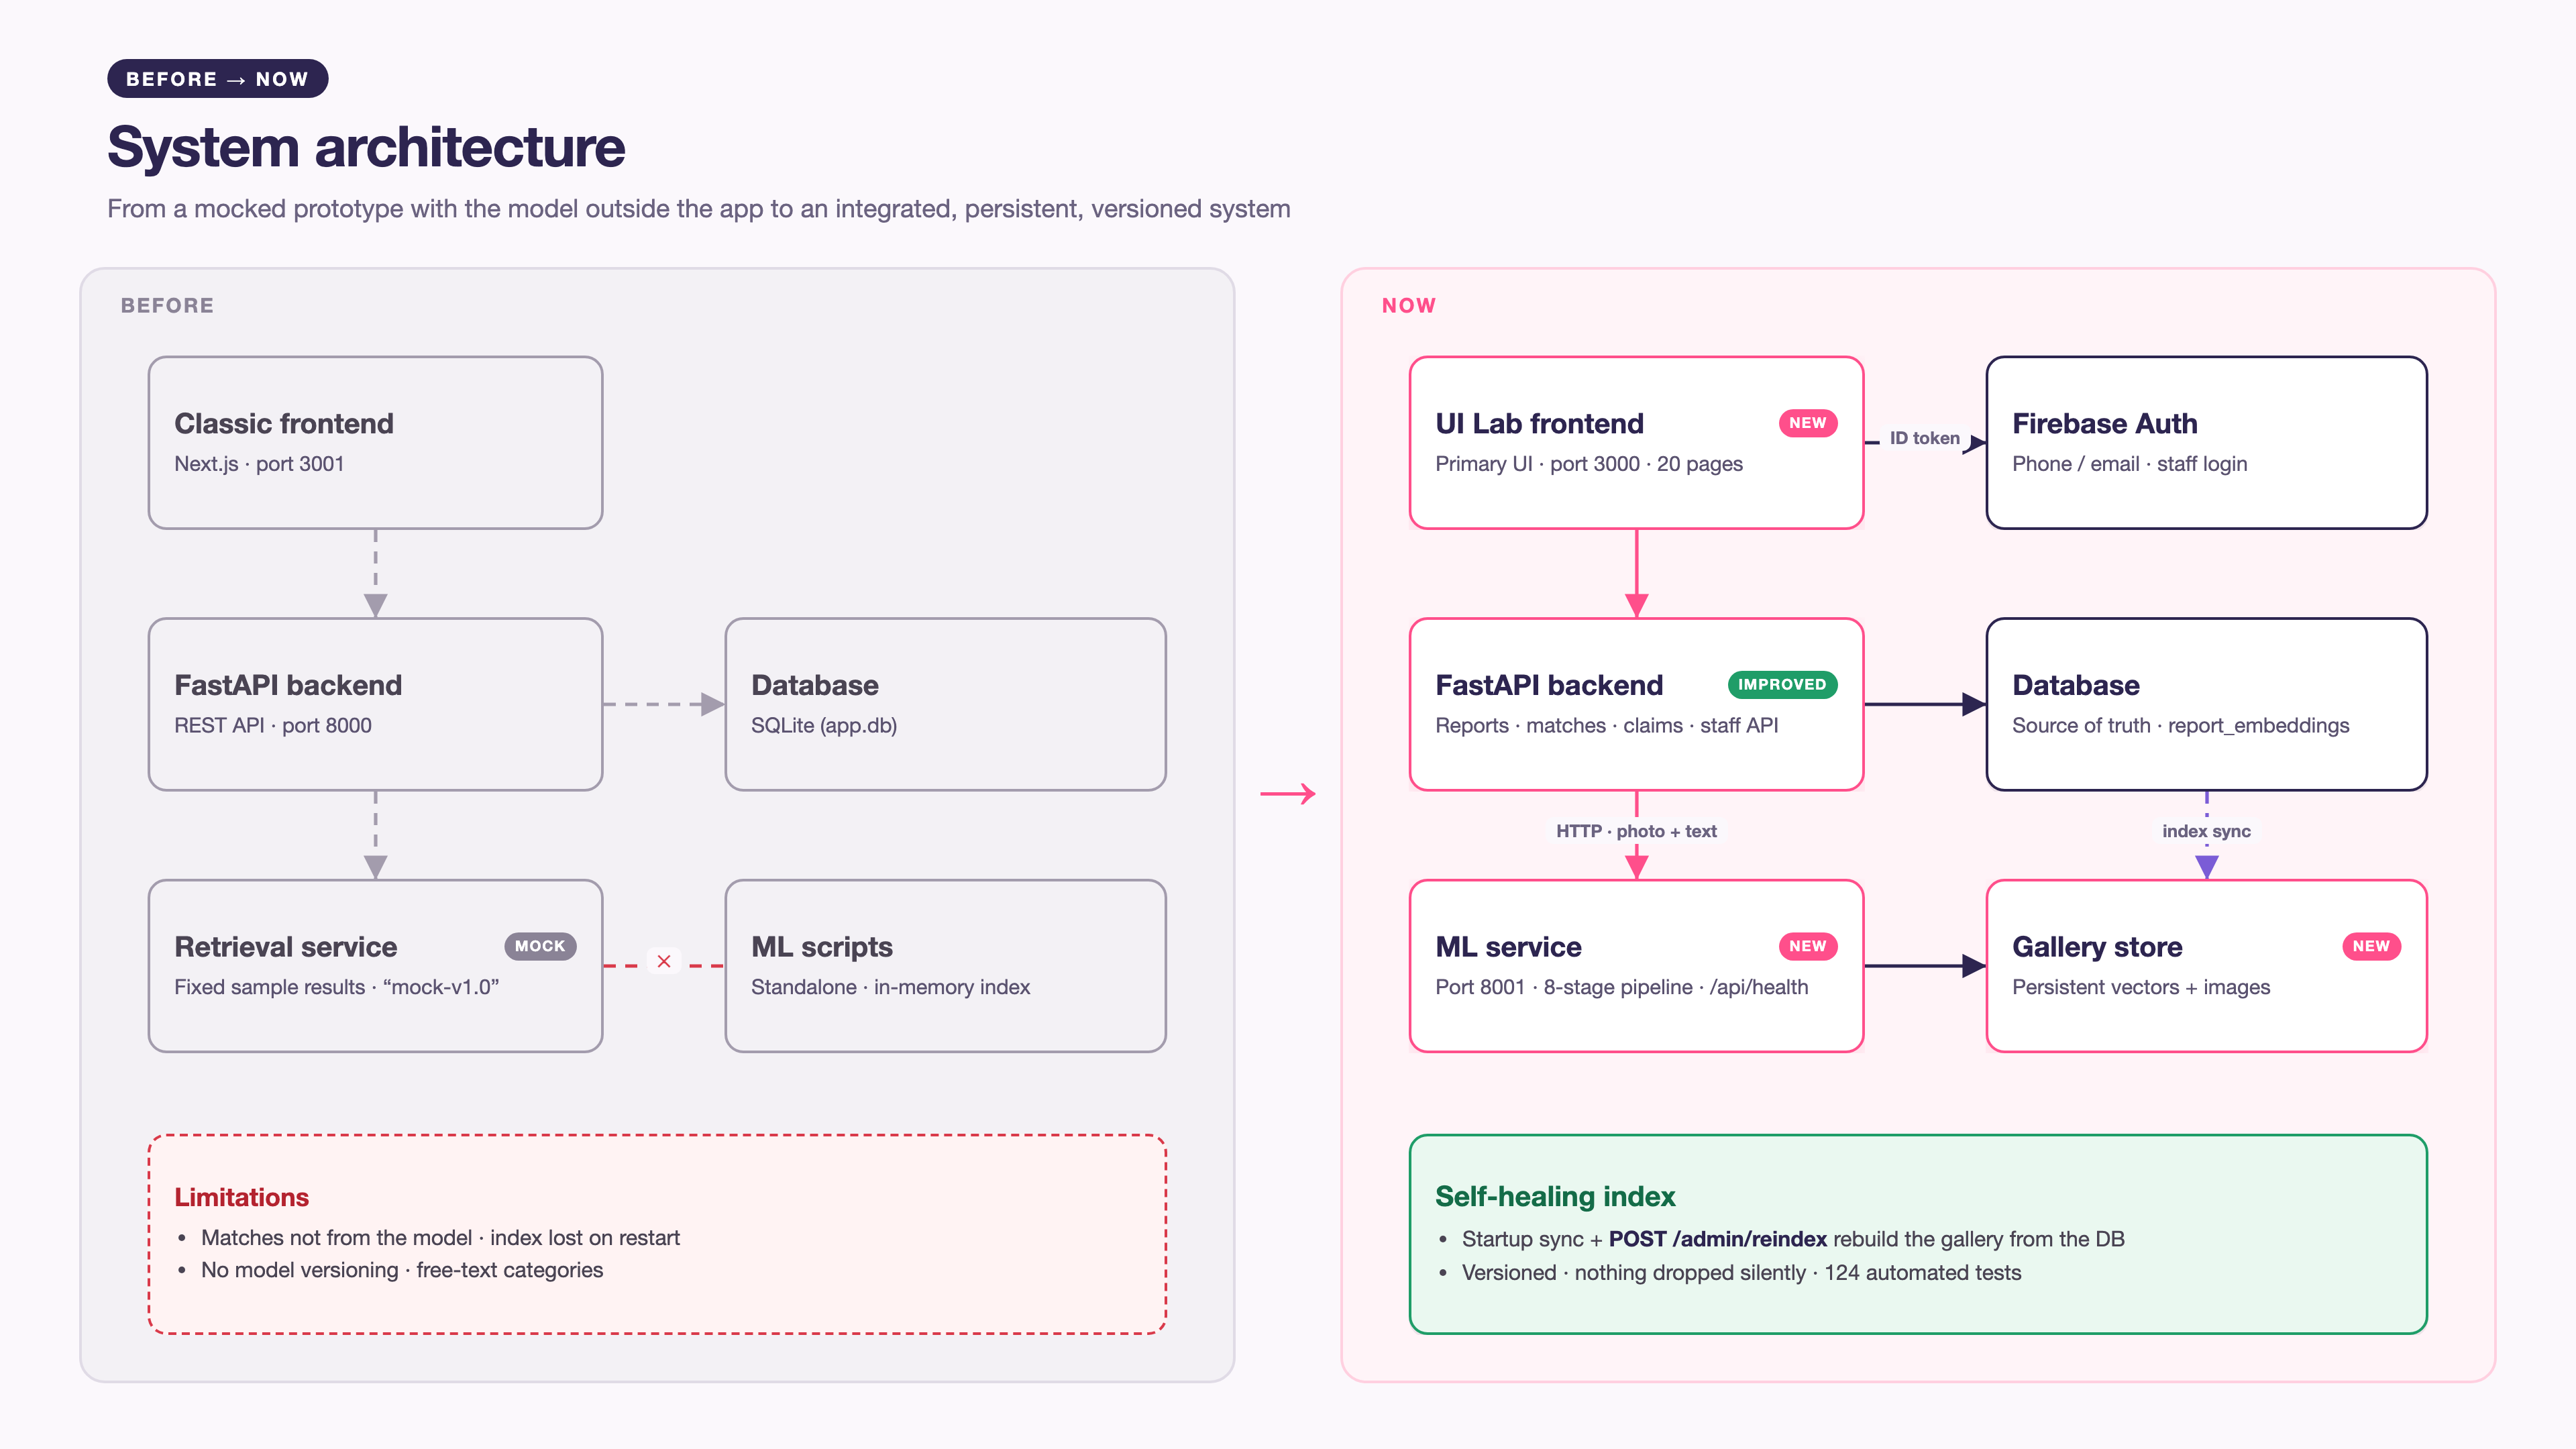 BEFORE → NOW
System architecture
From a mocked prototype with the model outside the app to an integrated, persistent, versioned system
BEFORE
Classic frontend
Next.js · port 3001
FastAPI backend
REST API · port 8000
Database
SQLite (app.db)
Retrieval service
MOCK
Fixed sample results · “mock-v1.0”
×
ML scripts
Standalone · in-memory index
Limitations
• Matches not from the model · index lost on restart
• No model versioning · free-text categories
→
NOW
UI Lab frontend
NEW
Primary UI · port 3000 · 20 pages
ID token
Firebase Auth
Phone / email · staff login
FastAPI backend
IMPROVED
Reports · matches · claims · staff API
Database
Source of truth · report_embeddings
HTTP · photo + text
index sync
ML service
NEW
Port 8001 · 8-stage pipeline · /api/health
Gallery store
NEW
Persistent vectors + images
Self-healing index
• Startup sync + POST /admin/reindex rebuild the gallery from the DB
• Versioned · nothing dropped silently · 124 automated tests